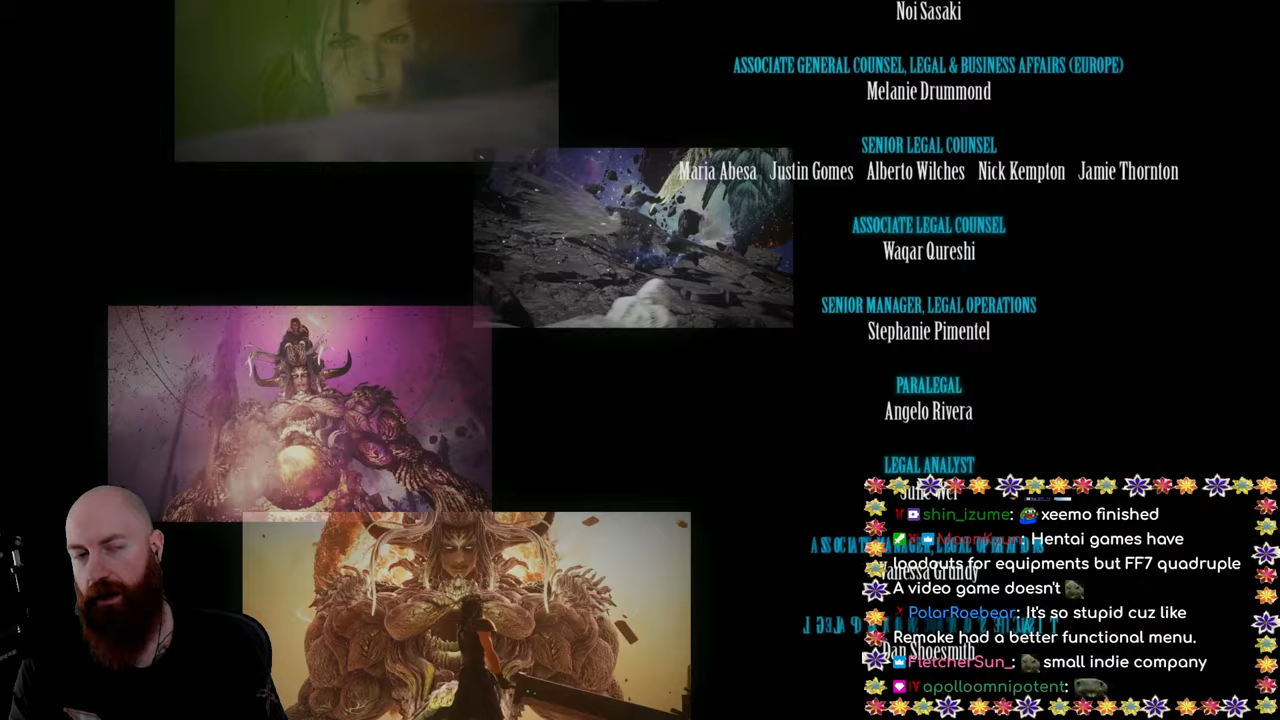 Noi Sasaki
ASSOCIATE GENERAL COUNSEL, LEGAL & BUSINESS AFFAIRS (EUROPE)
Melanie Drummond
SENIOR LEGAL COUNSEL
Maria Abesa Justin Gomes Alberto Wilches Nick Kempton Jamie Thornton
ASSOCIATE LEGAL COUNSEL
Waqar Qureshi
SENIOR MANAGER, LEGAL OPERATIONS
Stephanie Pimentel
PARALEGAL
Angelo Rivera
LEGAL ANALYST
shin_izume: xeemo finished
Hentai games have
loadouts for equipments but FF7 quadruple
A video game doesn't
PolarRoebear: It's so stupid cuz like
Remake had a better functional menu.
Dan Shoesmith
FletcherSun_: small indie company
apolloomnipotent: